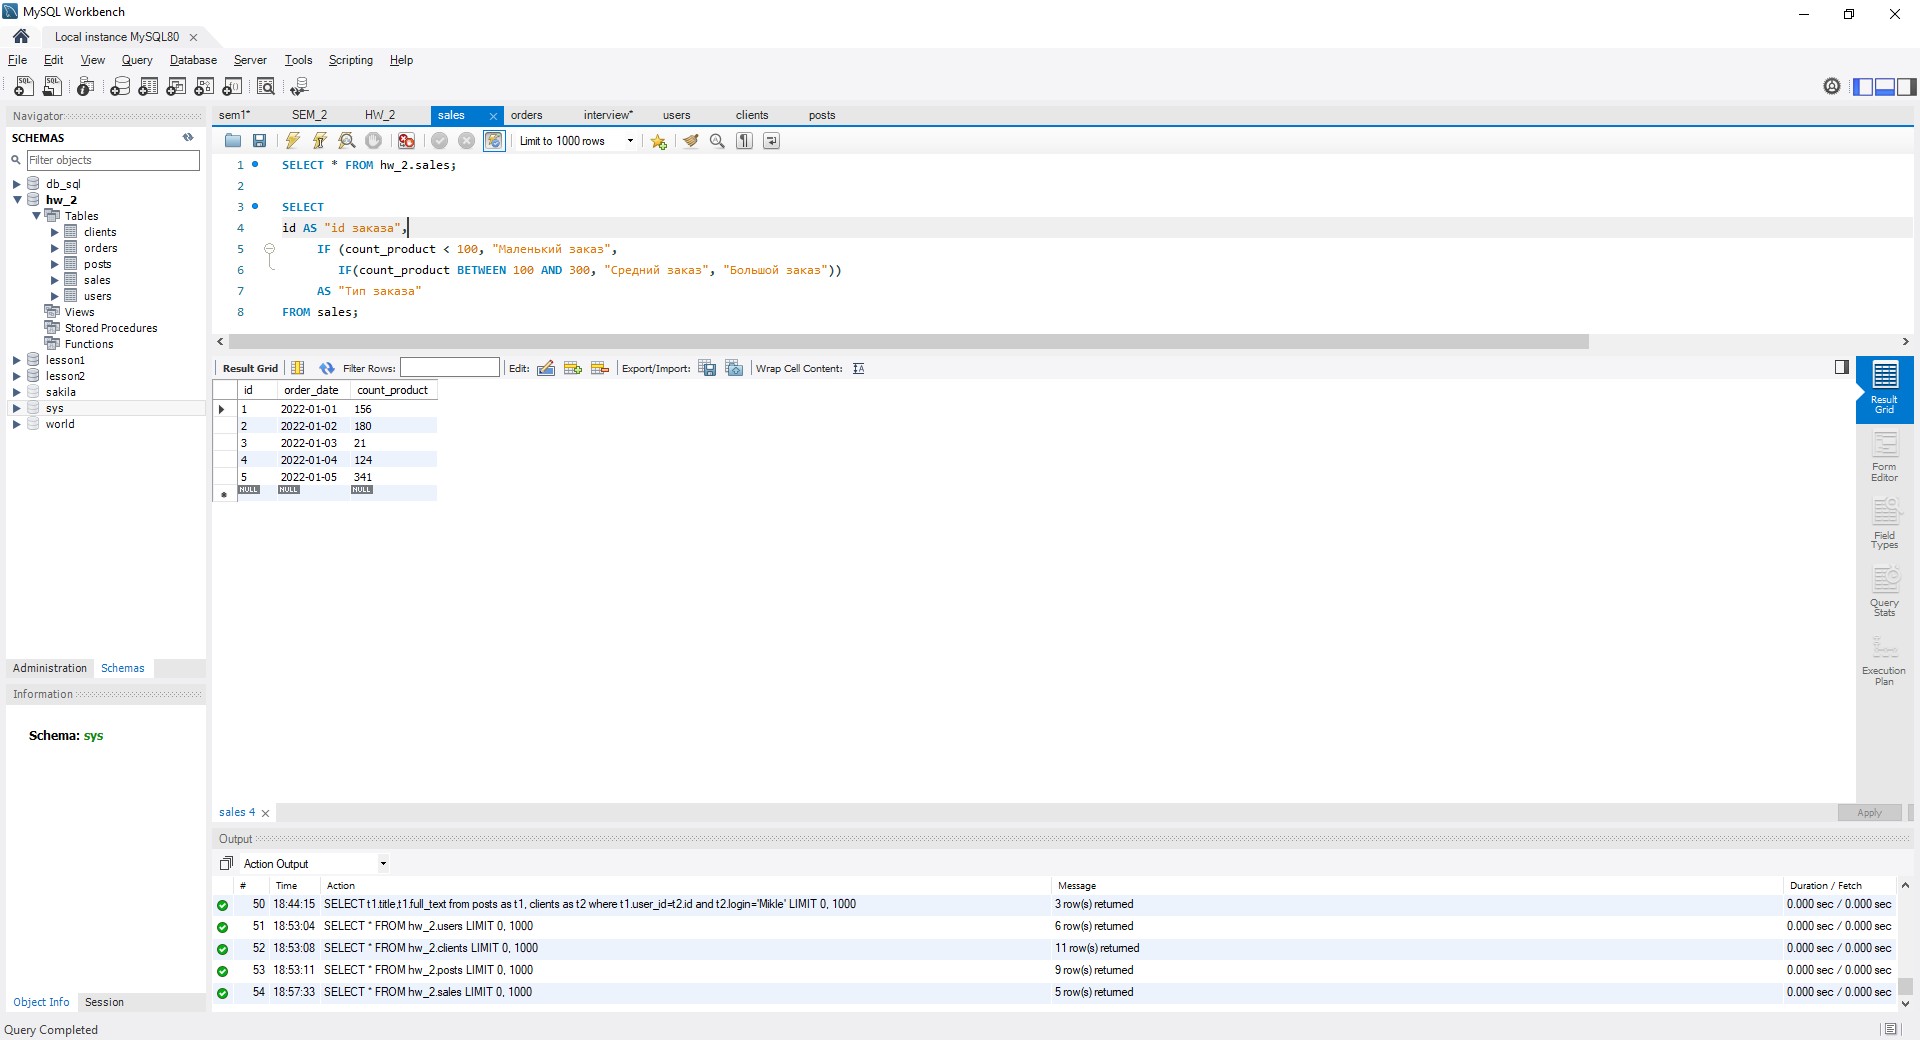 MySQL Workbench
Local instance MySQL80
File Edit View Query Database Server Tools Scripting Help
Navigator
SCHEMAS
Filter objects
db_sql
hw_2
Tables
clients
orders
posts
sales
users
Views
Stored Procedures
Functions
lesson1
lesson2
sakila
sys
world
Administration Schemas
Information
Schema: sys
Object Info Session
sem1* SEM_2 HW_2 sales orders interview* users clients posts
Limit to 1000 rows
1 SELECT * FROM hw_2.sales;
2
3 SELECT
4 id AS "id заказа",
5 IF (count_product < 100, "Маленький заказ",
6 IF(count_product BETWEEN 100 AND 300, "Средний заказ", "Большой заказ"))
7 AS "Тип заказа"
8 FROM sales;
Result Grid Filter Rows: Edit: Export/Import: Wrap Cell Content:
id order_date count_product
1 2022-01-01 156
2 2022-01-02 180
3 2022-01-03 21
4 2022-01-04 124
5 2022-01-05 341
NULL NULL NULL
Result
Grid
Form
Editor
Field
Types
Query
Stats
Execution
Plan
sales 4
Apply
Output
Action Output
# Time Action Message Duration / Fetch
50 18:44:15 SELECT t1.title,t1.full_text from posts as t1, clients as t2 where t1.user_id=t2.id and t2.login='Mikle' LIMIT 0, 1000 3 row(s) returned 0.000 sec / 0.000 sec
51 18:53:04 SELECT * FROM hw_2.users LIMIT 0, 1000 6 row(s) returned 0.000 sec / 0.000 sec
52 18:53:08 SELECT * FROM hw_2.clients LIMIT 0, 1000 11 row(s) returned 0.000 sec / 0.000 sec
53 18:53:11 SELECT * FROM hw_2.posts LIMIT 0, 1000 9 row(s) returned 0.000 sec / 0.000 sec
54 18:57:33 SELECT * FROM hw_2.sales LIMIT 0, 1000 5 row(s) returned 0.000 sec / 0.000 sec
Query Completed